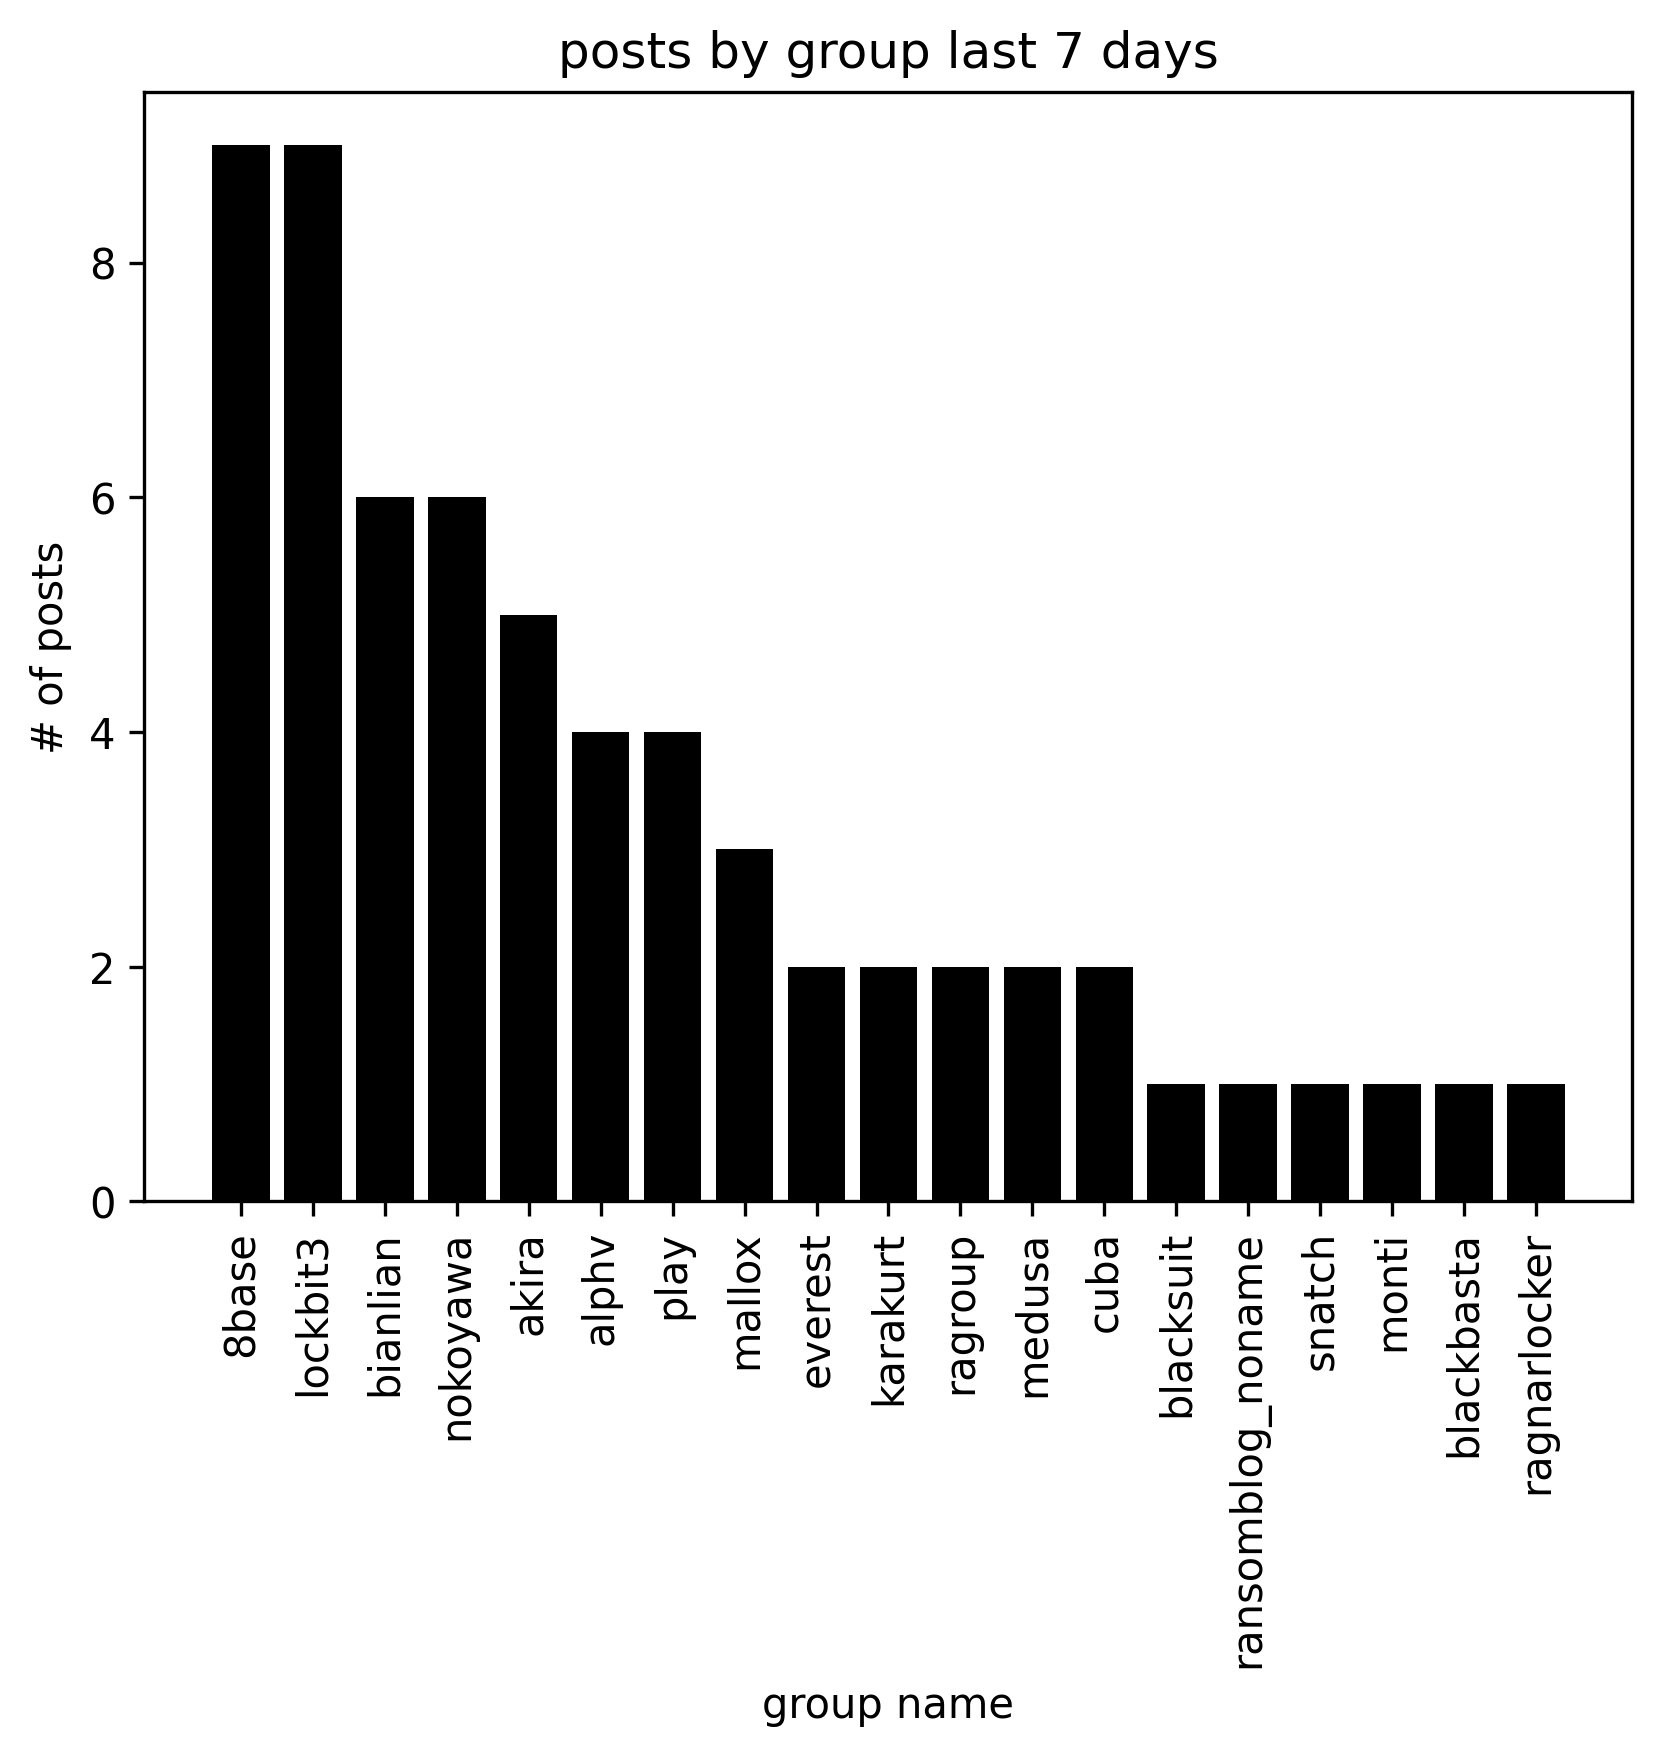 posts by group last 7 days
# of posts
8
6
4
2
0
8base
lockbit3
bianlian
nokoyawa
akira
alphv
play
mallox
everest
karakurt
ragroup
medusa
cuba
blacksuit
ransomblog_noname
snatch
monti
blackbasta
ragnarlocker
group name